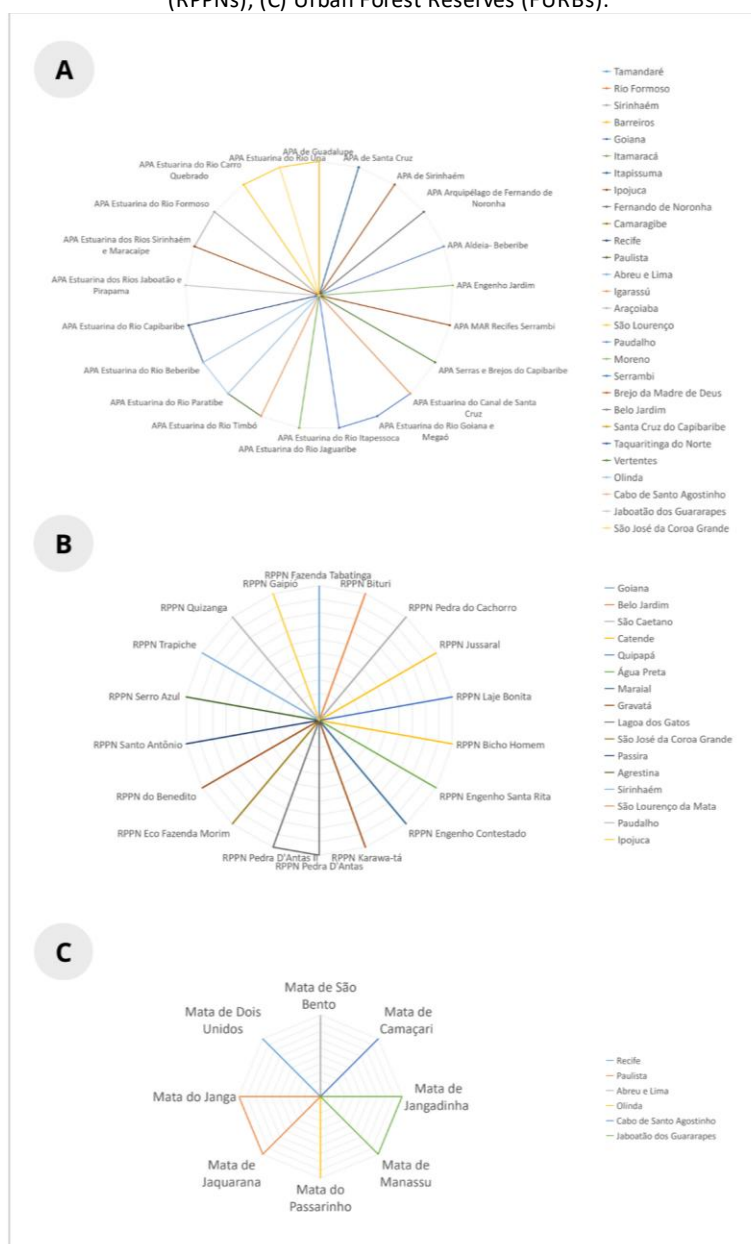 (RPPNs); (C) Urban Forest Reserves (FURBs).
A
APA de Guadalupe
APA Estuarina do Rio Una
APA de Santa Cruz
APA Estuarina do Rio Carro
Quebrado
APA de Sirinhaém
APA Arquipélago de Fernando de
Noronha
APA Estuarina do Rio Formoso
APA Estuarina dos Rios Sirinhaém
e Maracaipe
APA Aldeia- Beberibe
APA Estuarina dos Rios Jaboatão e
Pirapama
APA Engenho Jardim
APA Estuarina do Rio Capibaribe
APA MAR Recifes Serrambi
APA Estuarina do Rio Beberibe
APA Serras e Brejos do Capibaribe
APA Estuarina do Rio Paratibe
APA Estuarina do Canal de Santa
Cruz
APA Estuarina do Rio Timbó
APA Estuarina do Rio Goiana e
Megaó
APA Estuarina do Rio Itapessoca
APA Estuarina do Rio Jaguaribe
Tamandaré
Rio Formoso
Sirinhaém
Barreiros
Goiana
Itamaracá
Itapissuma
Ipojuca
Fernando de Noronha
Camaragibe
Recife
Paulista
Abreu e Lima
Igarassú
Araçoiaba
São Lourenço
Paudalho
Moreno
Serrambi
Brejo da Madre de Deus
Belo Jardim
Santa Cruz do Capibaribe
Taquaritinga do Norte
Vertentes
Olinda
Cabo de Santo Agostinho
Jaboatão dos Guararapes
São José da Coroa Grande
B
RPPN Fazenda Tabatinga
RPPN Gaipió
RPPN Bituri
RPPN Quizanga
RPPN Pedra do Cachorro
RPPN Trapiche
RPPN Jussaral
RPPN Serro Azul
RPPN Laje Bonita
RPPN Santo Antônio
RPPN Bicho Homem
RPPN do Benedito
RPPN Engenho Santa Rita
RPPN Eco Fazenda Morim
RPPN Engenho Contestado
RPPN Pedra D'Antas II
RPPN Karawa-tá
RPPN Pedra D'Antas
Goiana
Belo Jardim
São Caetano
Catende
Quipapá
Água Preta
Maraial
Gravatá
Lagoa dos Gatos
São José da Coroa Grande
Passira
Agrestina
Sirinhaém
São Lourenço da Mata
Paudalho
Ipojuca
C
Mata de São
Bento
Mata de Dois
Unidos
Mata de
Camaçari
Mata do Janga
Mata de
Jangadinha
Mata de
Jaquarana
Mata de
Manassu
Mata do
Passarinho
Recife
Paulista
Abreu e Lima
Olinda
Cabo de Santo Agostinho
Jaboatão dos Guararapes